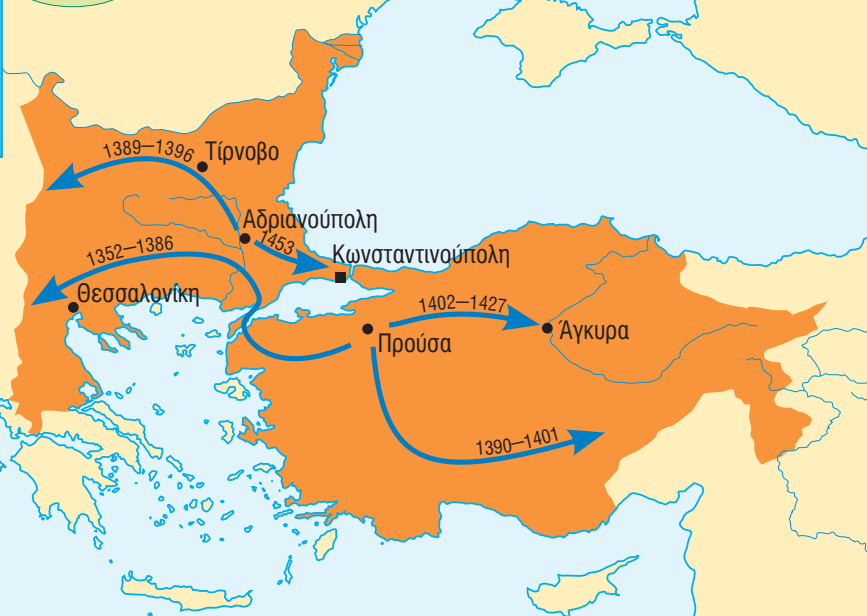 1389–1396
Τίρνοβο
Αδριανούπολη
1453
1352–1386
Κωνσταντινούπολη
Θεσσαλονίκη
1402–1427
Άγκυρα
Προύσα
1390–1401